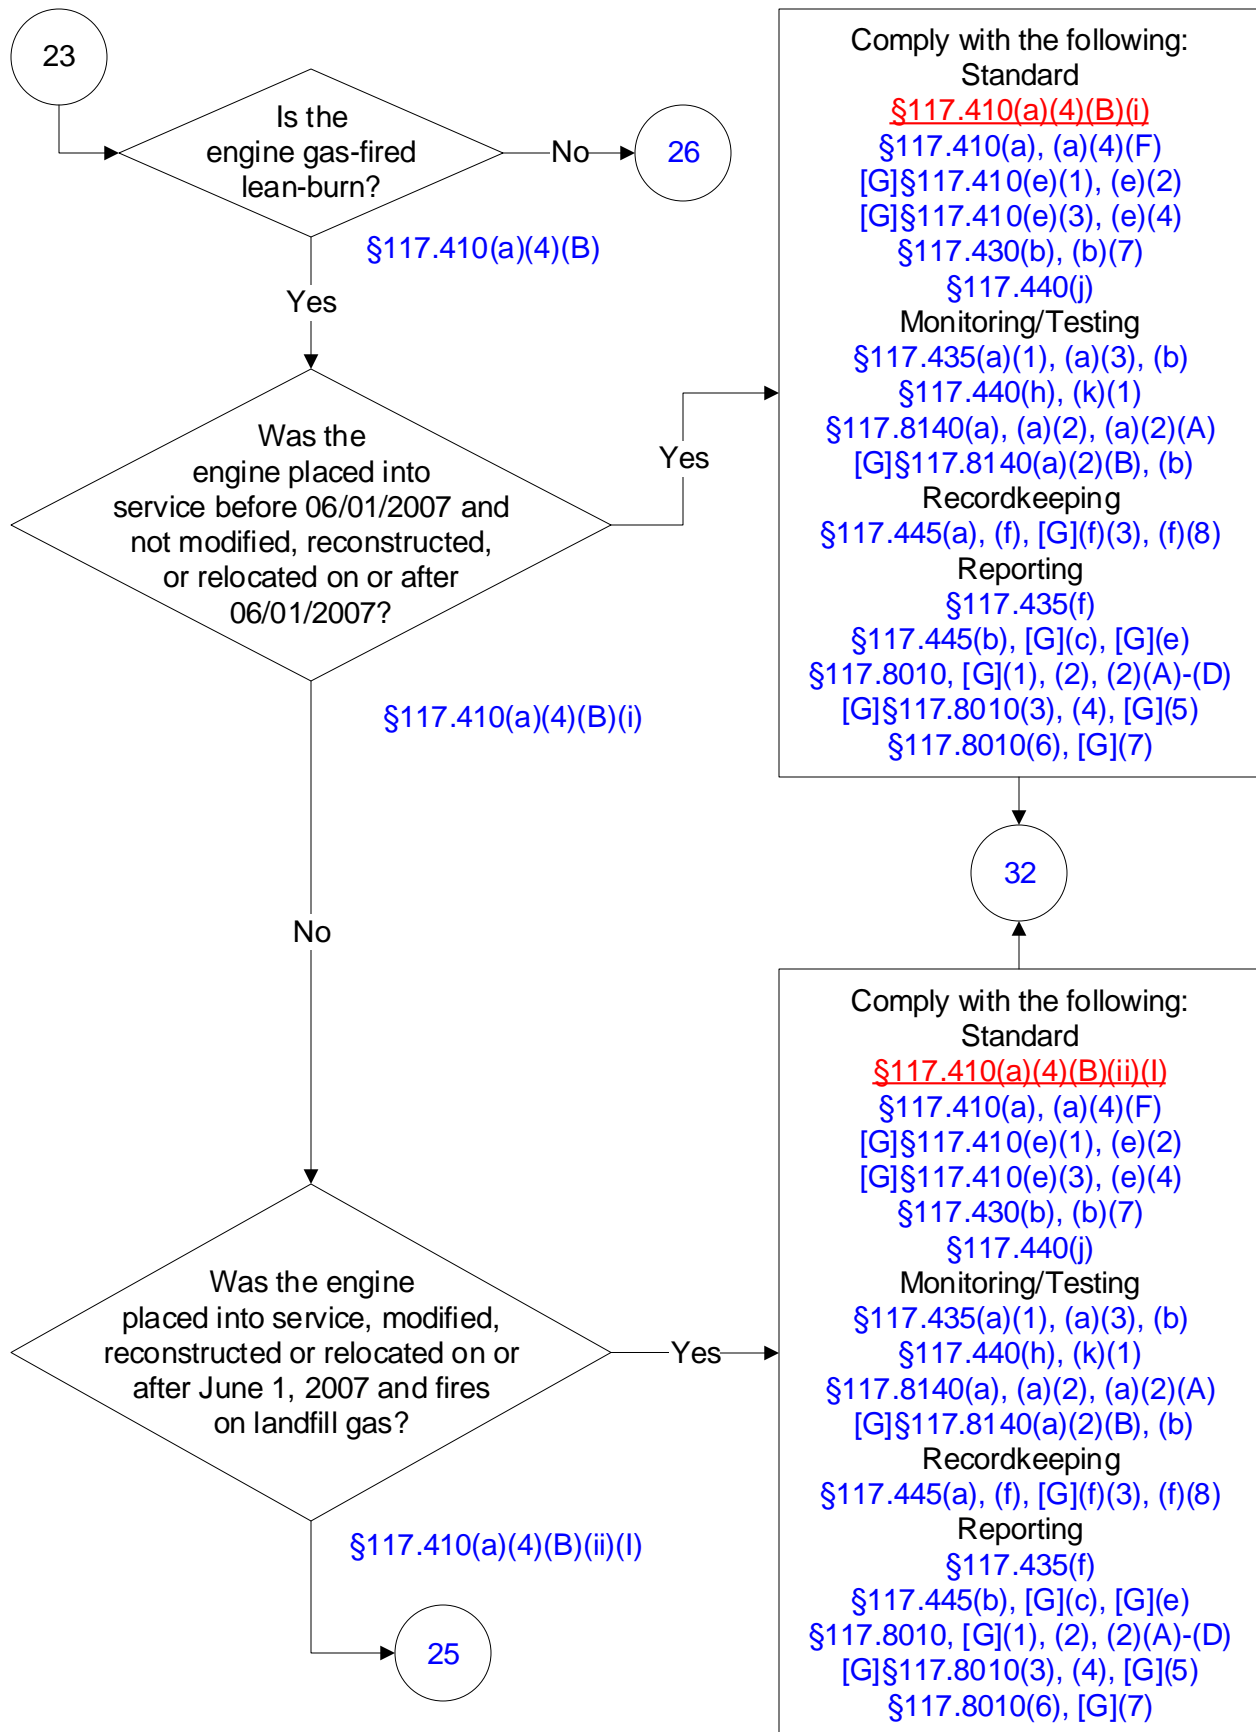 23
Is the
engine gas-fired
lean-burn?
No
26
§117.410(a)(4)(B)
Yes
Was the
engine placed into
service before 06/01/2007 and
not modified, reconstructed,
or relocated on or after
06/01/2007?
Yes
§117.410(a)(4)(B)(i)
No
Comply with the following:
Standard
§117.410(a)(4)(B)(i)
§117.410(a), (a)(4)(F)
[G]§117.410(e)(1), (e)(2)
[G]§117.410(e)(3), (e)(4)
§117.430(b), (b)(7)
§117.440(j)
Monitoring/Testing
§117.435(a)(1), (a)(3), (b)
§117.440(h), (k)(1)
§117.8140(a), (a)(2), (a)(2)(A)
[G]§117.8140(a)(2)(B), (b)
Recordkeeping
§117.445(a), (f), [G](f)(3), (f)(8)
Reporting
§117.435(f)
§117.445(b), [G](c), [G](e)
§117.8010, [G](1), (2), (2)(A)-(D)
[G]§117.8010(3), (4), [G](5)
§117.8010(6), [G](7)
32
Was the engine
placed into service, modified,
reconstructed or relocated on or
after June 1, 2007 and fires
on landfill gas?
Yes
§117.410(a)(4)(B)(ii)(I)
25
Comply with the following:
Standard
§117.410(a)(4)(B)(ii)(I)
§117.410(a), (a)(4)(F)
[G]§117.410(e)(1), (e)(2)
[G]§117.410(e)(3), (e)(4)
§117.430(b), (b)(7)
§117.440(j)
Monitoring/Testing
§117.435(a)(1), (a)(3), (b)
§117.440(h), (k)(1)
§117.8140(a), (a)(2), (a)(2)(A)
[G]§117.8140(a)(2)(B), (b)
Recordkeeping
§117.445(a), (f), [G](f)(3), (f)(8)
Reporting
§117.435(f)
§117.445(b), [G](c), [G](e)
§117.8010, [G](1), (2), (2)(A)-(D)
[G]§117.8010(3), (4), [G](5)
§117.8010(6), [G](7)